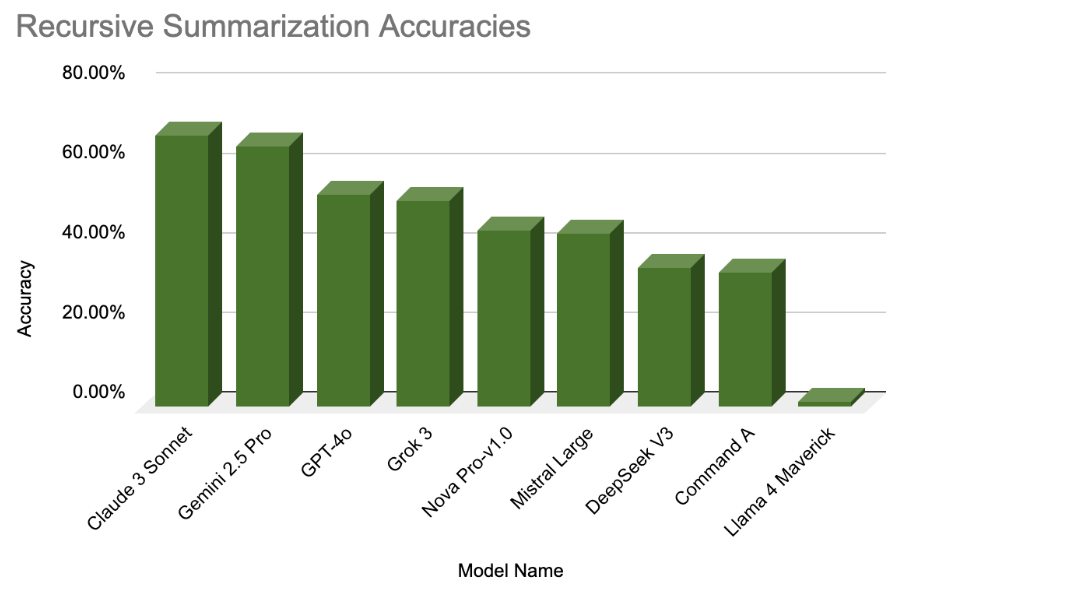 Recursive Summarization Accuracies
80.00%
60.00%
40.00%
20.00%
0.00%
Accuracy
Claude 3 Sonnet
Gemini 2.5 Pro
GPT-4o
Grok 3
Nova Pro-v1.0
Mistral Large
DeepSeek V3
Command A
Llama 4 Maverick
Model Name